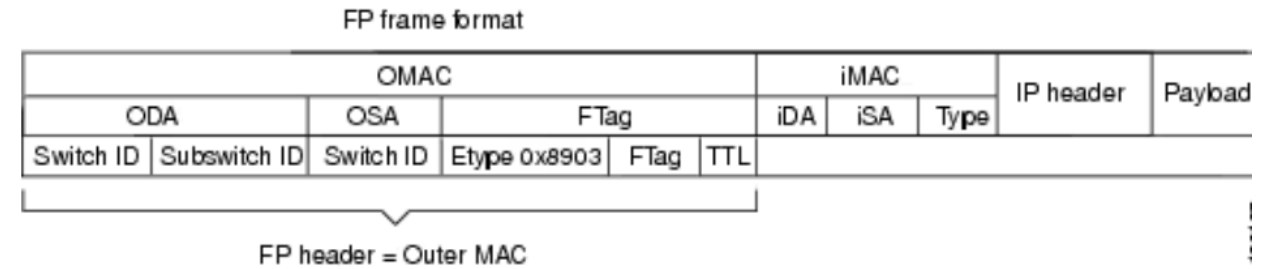 FP frame format
OMAC iMAC IP header Payload
ODA OSA FTag iDA iSA Type
Switch ID Subswitch ID Switch ID Etype 0x8903 FTag TTL
FP header = Outer MAC